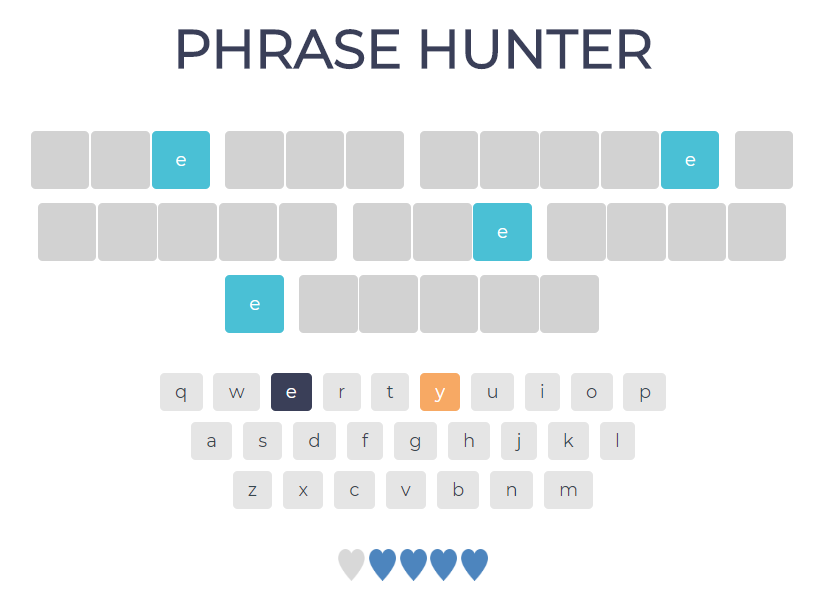 PHRASE HUNTER
e e
e
e
q w e r t y u i o p
a s d f g h j k l
z x c v b n m